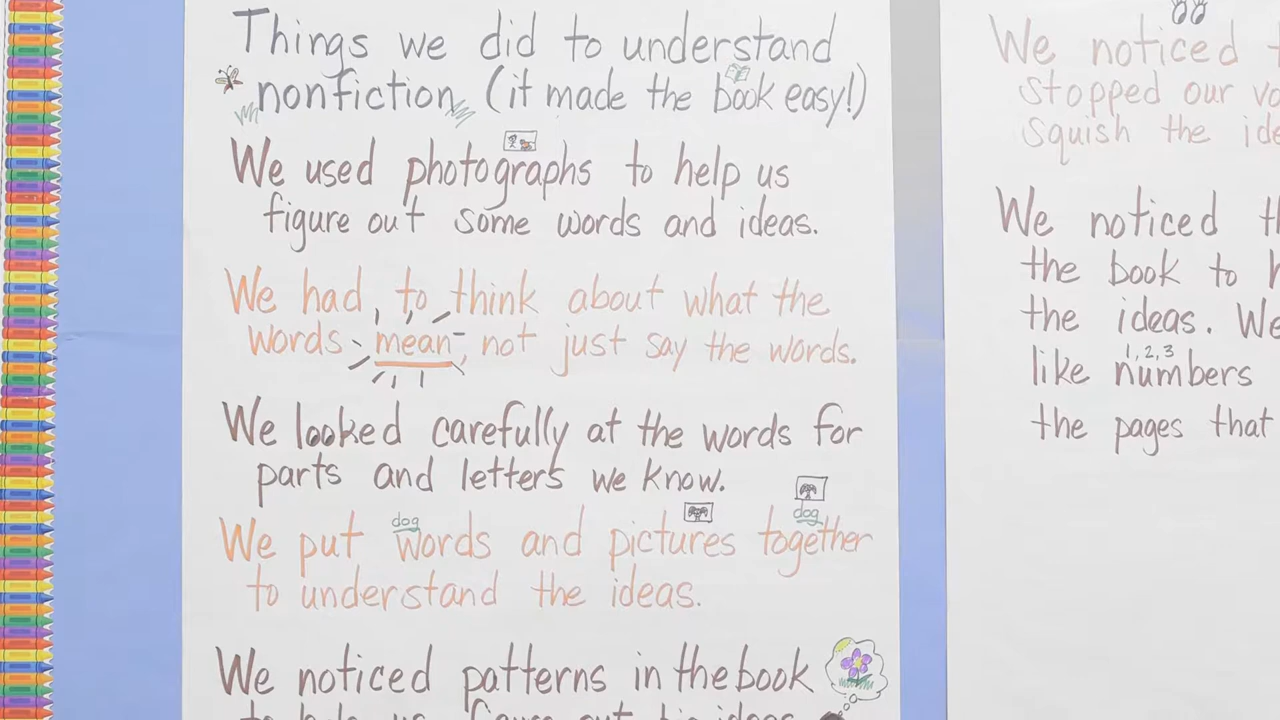 Things we did to understand
nonfiction (it made the book easy!)
We used photographs to help us
figure out some words and ideas.
We had to think about what the
words mean, not just say the words.
We looked carefully at the words for
parts and letters we know.
dog
dog
We put words and pictures together
to understand the ideas.
We noticed patterns in the book
We noticed
stopped our
squish the
We noticed
the book to
the ideas. We
1, 2, 3
like numbers
the pages that